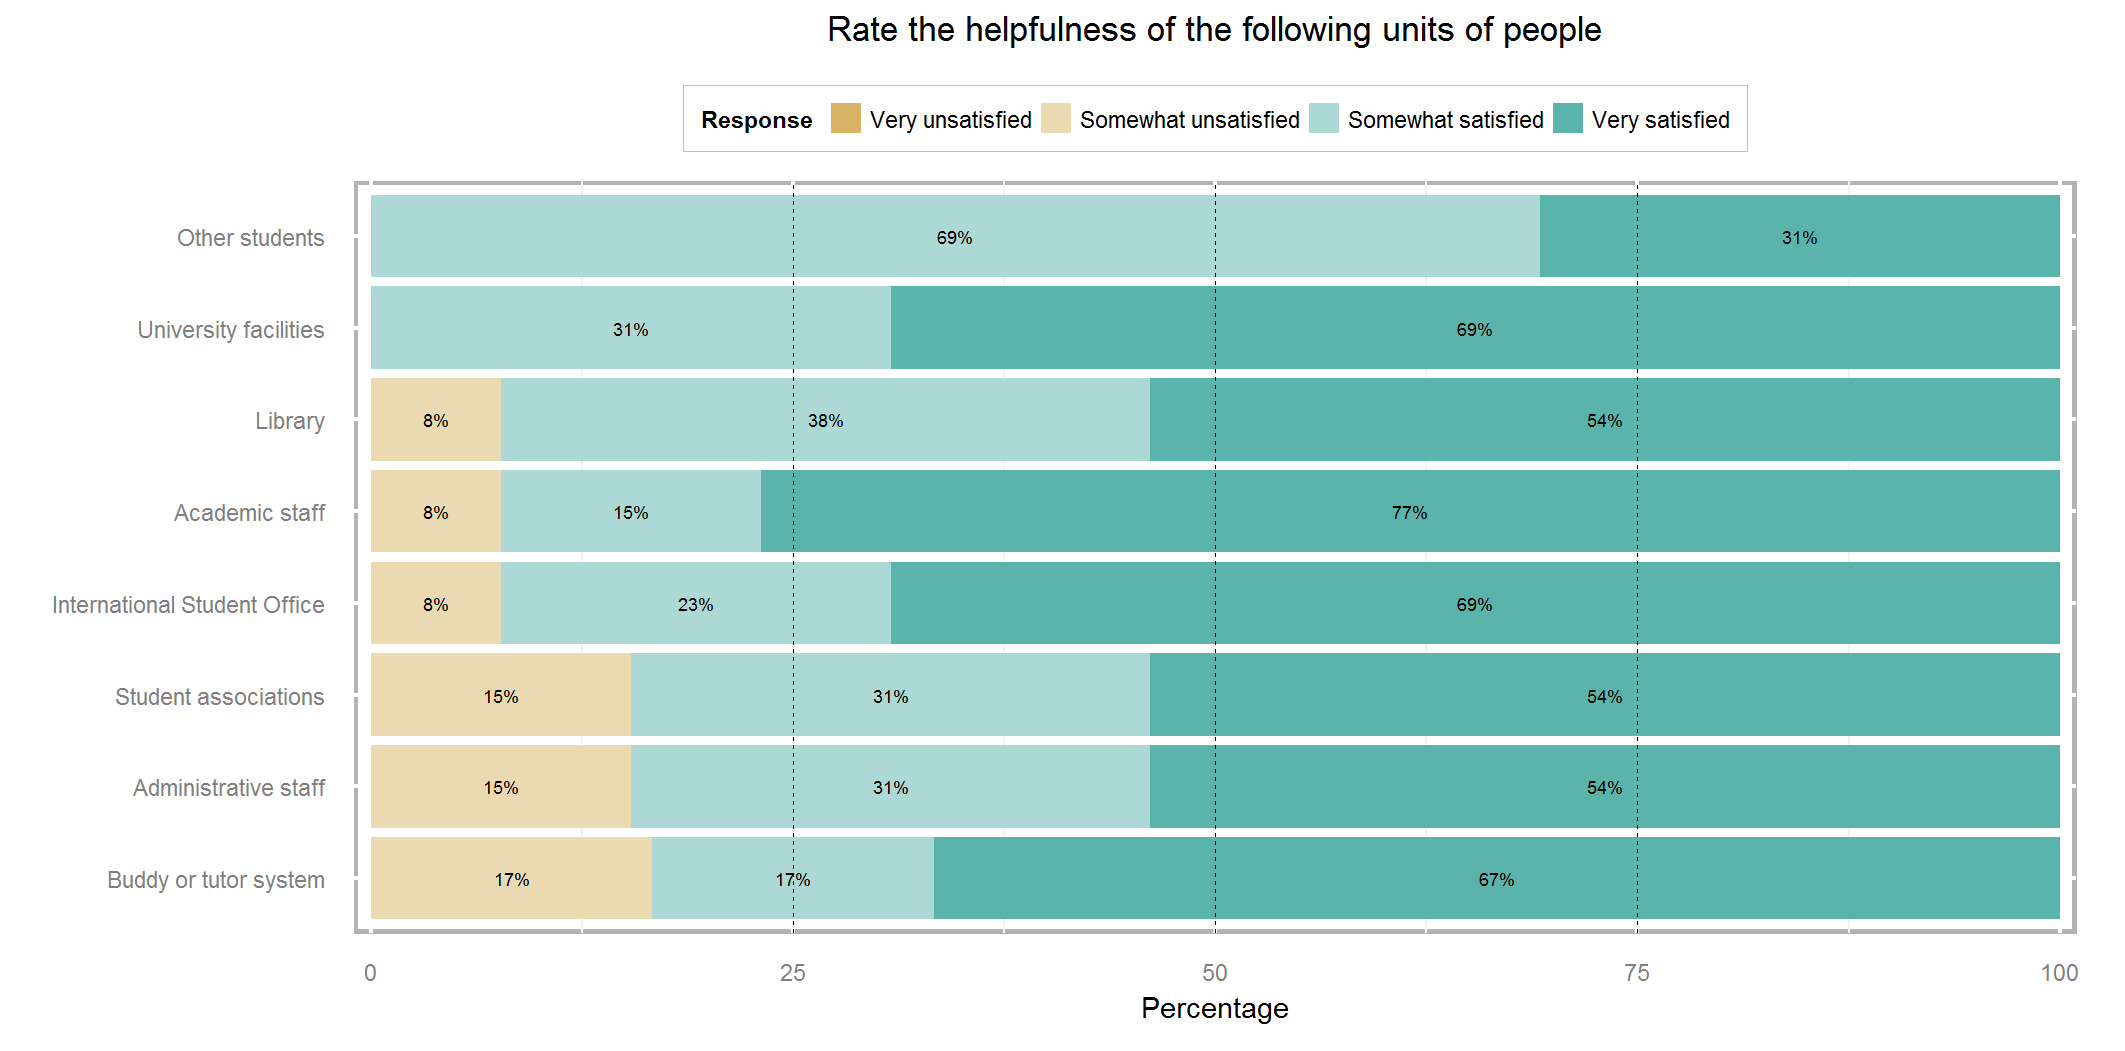 Rate the helpfulness of the following units of people
Response Very unsatisfied Somewhat unsatisfied Somewhat satisfied Very satisfied
Other students 69% 31%
University facilities 31% 69%
Library 8% 38% 54%
Academic staff 8% 15% 77%
International Student Office 8% 23% 69%
Student associations 15% 31% 54%
Administrative staff 15% 31% 54%
Buddy or tutor system 17% 17% 67%
0 25 50 75 100
Percentage